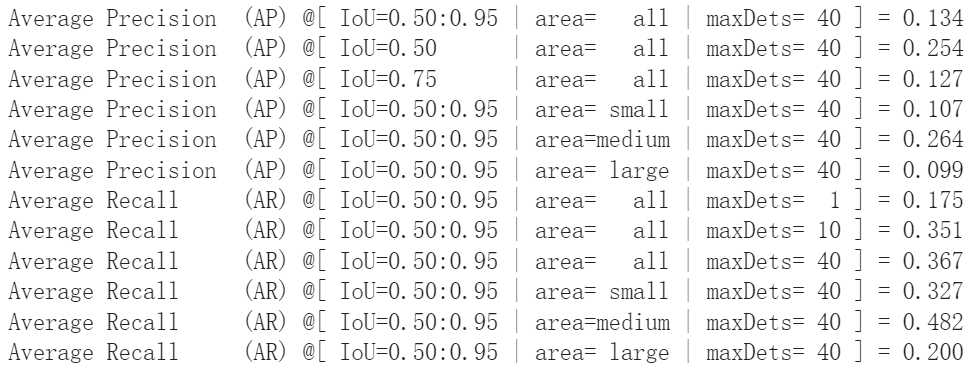 Average Precision  (AP) @[ IoU=0.50:0.95 | area=   all | maxDets= 40 ] = 0.134
Average Precision  (AP) @[ IoU=0.50      | area=   all | maxDets= 40 ] = 0.254
Average Precision  (AP) @[ IoU=0.75      | area=   all | maxDets= 40 ] = 0.127
Average Precision  (AP) @[ IoU=0.50:0.95 | area= small | maxDets= 40 ] = 0.107
Average Precision  (AP) @[ IoU=0.50:0.95 | area=medium | maxDets= 40 ] = 0.264
Average Precision  (AP) @[ IoU=0.50:0.95 | area= large | maxDets= 40 ] = 0.099
Average Recall     (AR) @[ IoU=0.50:0.95 | area=   all | maxDets=  1 ] = 0.175
Average Recall     (AR) @[ IoU=0.50:0.95 | area=   all | maxDets= 10 ] = 0.351
Average Recall     (AR) @[ IoU=0.50:0.95 | area=   all | maxDets= 40 ] = 0.367
Average Recall     (AR) @[ IoU=0.50:0.95 | area= small | maxDets= 40 ] = 0.327
Average Recall     (AR) @[ IoU=0.50:0.95 | area=medium | maxDets= 40 ] = 0.482
Average Recall     (AR) @[ IoU=0.50:0.95 | area= large | maxDets= 40 ] = 0.200